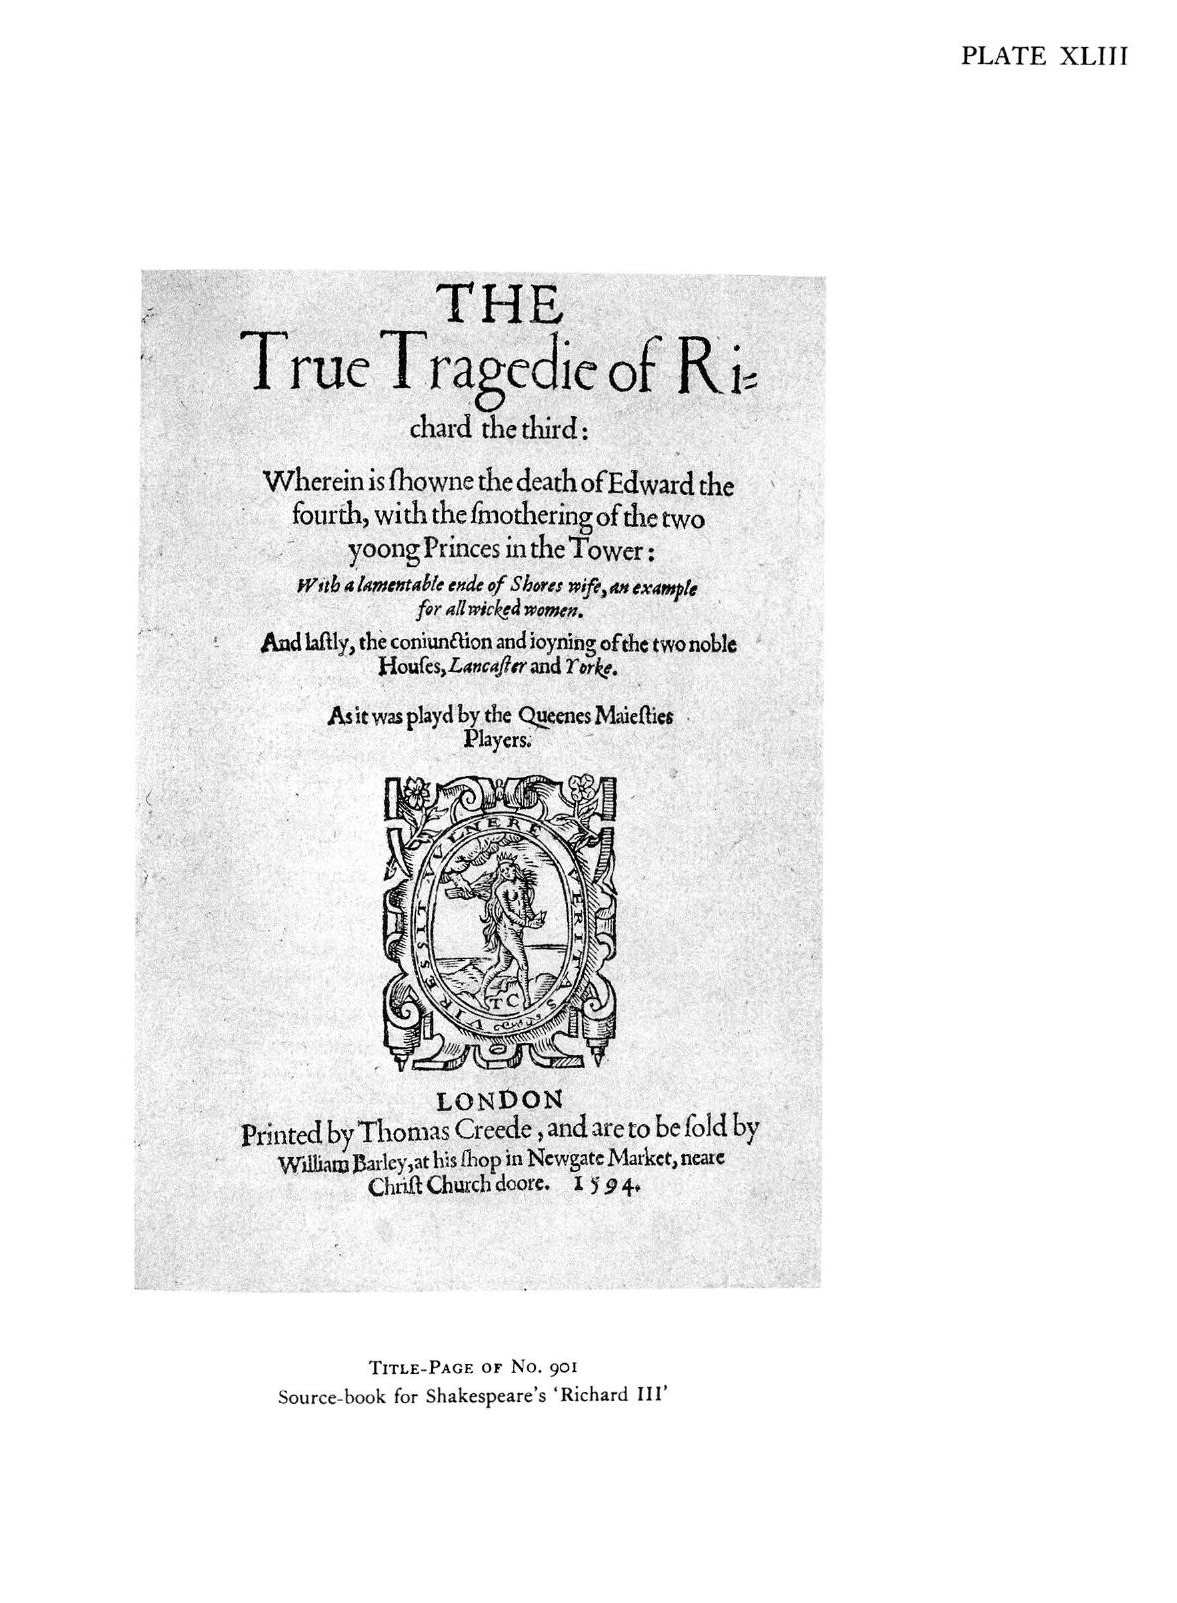 PLATE XLIII
THE
True Tragedie of Ri⸗
chard the third:
Wherein is ſhowne the death of Edward the
fourth, with the ſmothering of the two
yoong Princes in the Tower:
With a lamentable ende of Shores wife, an example
for all wicked women.
And laſtly, the coniunction and ioyning of the two noble
Houſes, Lancaſter and Yorke.
As it was playd by the Queenes Maieſties
Players.
VIRESSIT VULNERE VERITAS
TC
LONDON
Printed by Thomas Creede, and are to be ſold by
William Barley, at his ſhop in Newgate Market, neare
Chriſt Church doore. 1594.
TITLE-PAGE OF NO. 901
Source-book for Shakespeare's 'Richard III'